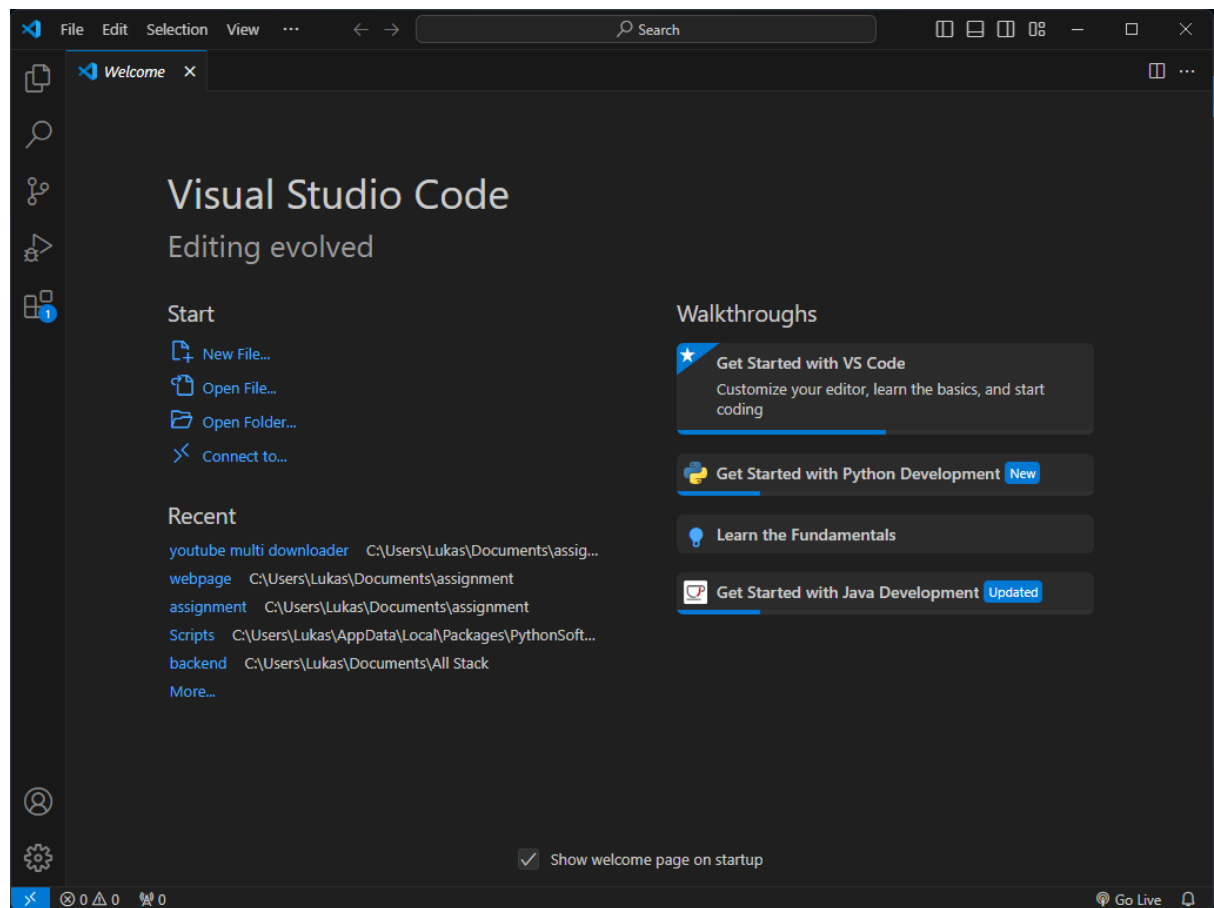 File Edit Selection View ··· Search
Welcome
Visual Studio Code
Editing evolved
Start
New File...
Open File...
Open Folder...
Connect to...
Recent
youtube multi downloader C:\Users\Lukas\Documents\assig...
webpage C:\Users\Lukas\Documents\assignment
assignment C:\Users\Lukas\Documents\assignment
Scripts C:\Users\Lukas\AppData\Local\Packages\PythonSoft...
backend C:\Users\Lukas\Documents\All Stack
More...
Walkthroughs
Get Started with VS Code
Customize your editor, learn the basics, and start
coding
Get Started with Python Development New
Learn the Fundamentals
Get Started with Java Development Updated
1
Show welcome page on startup
0 0 0 Go Live